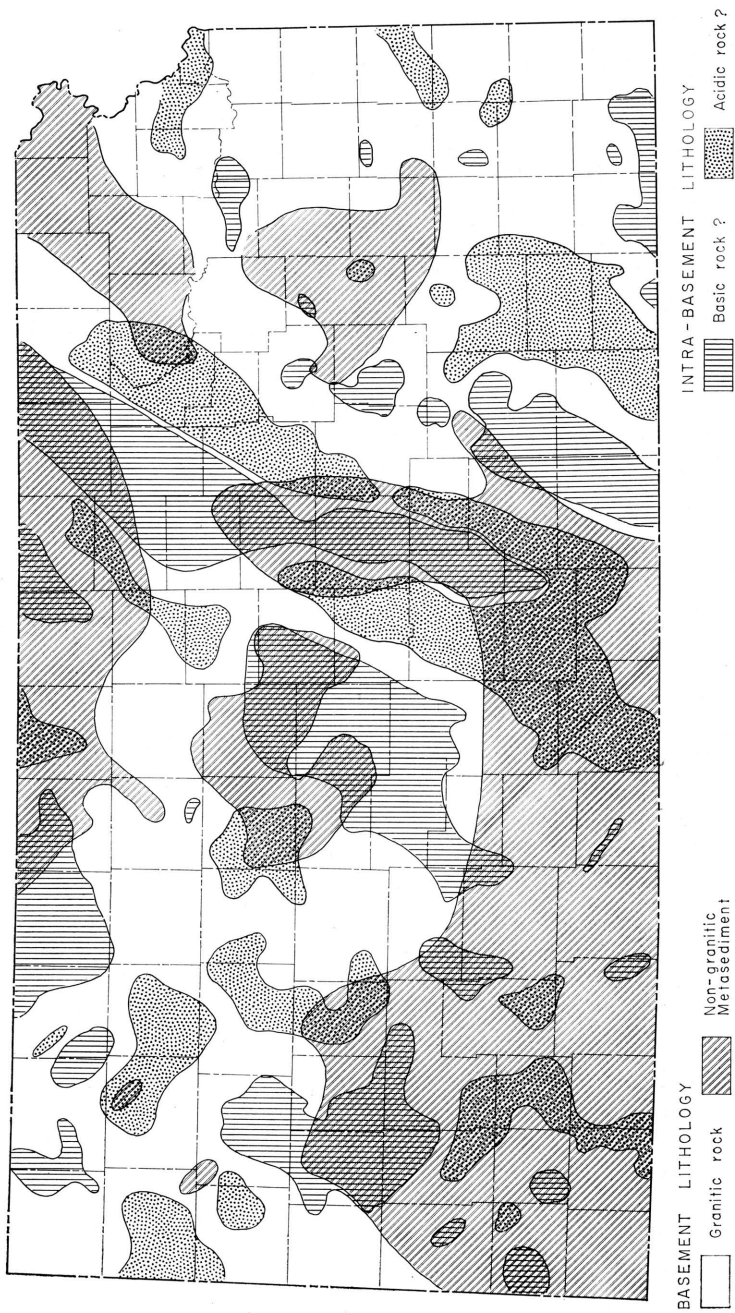 BASEMENT LITHOLOGY
Granitic rock
Non-granitic
Metasediment
INTRA-BASEMENT LITHOLOGY
Basic rock ?
Acidic rock ?